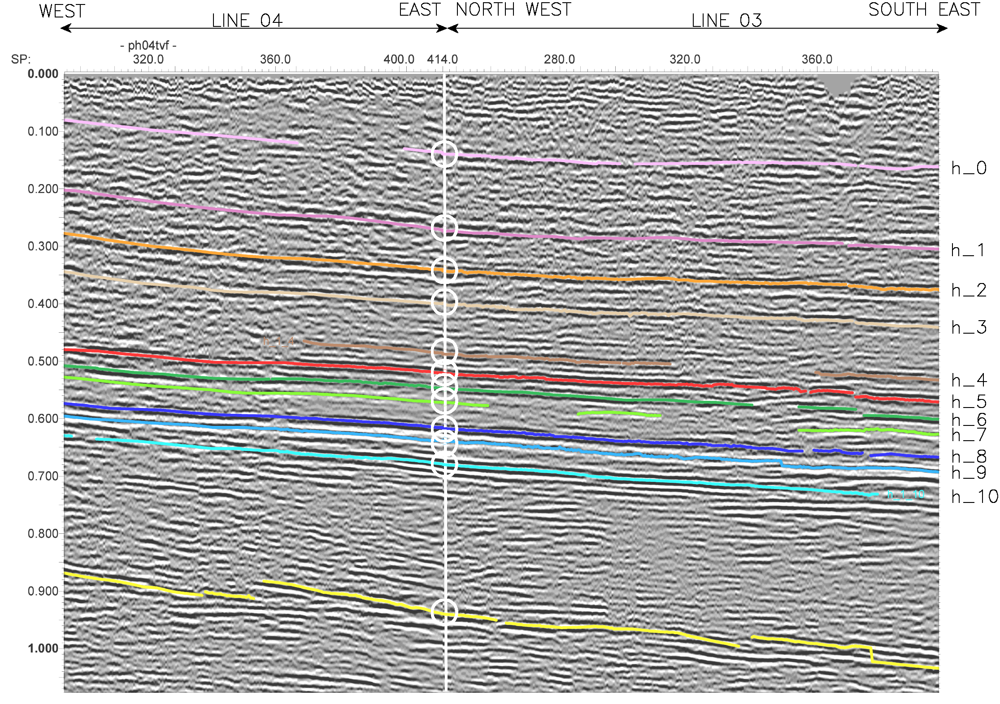 WEST EAST NORTH WEST SOUTH EAST
LINE 04 LINE 03
- ph04tvf -
SP: 320.0 360.0 400.0 414.0 280.0 320.0 360.0
0.000
0.100
h_0
0.200
0.300
h_1
h_2
0.400
h_3
h_1_4
0.500
h_4
h_5
0.600
h_6
h_7
h_8
0.700
h_9
h_1_10
h_10
0.800
0.900
1.000